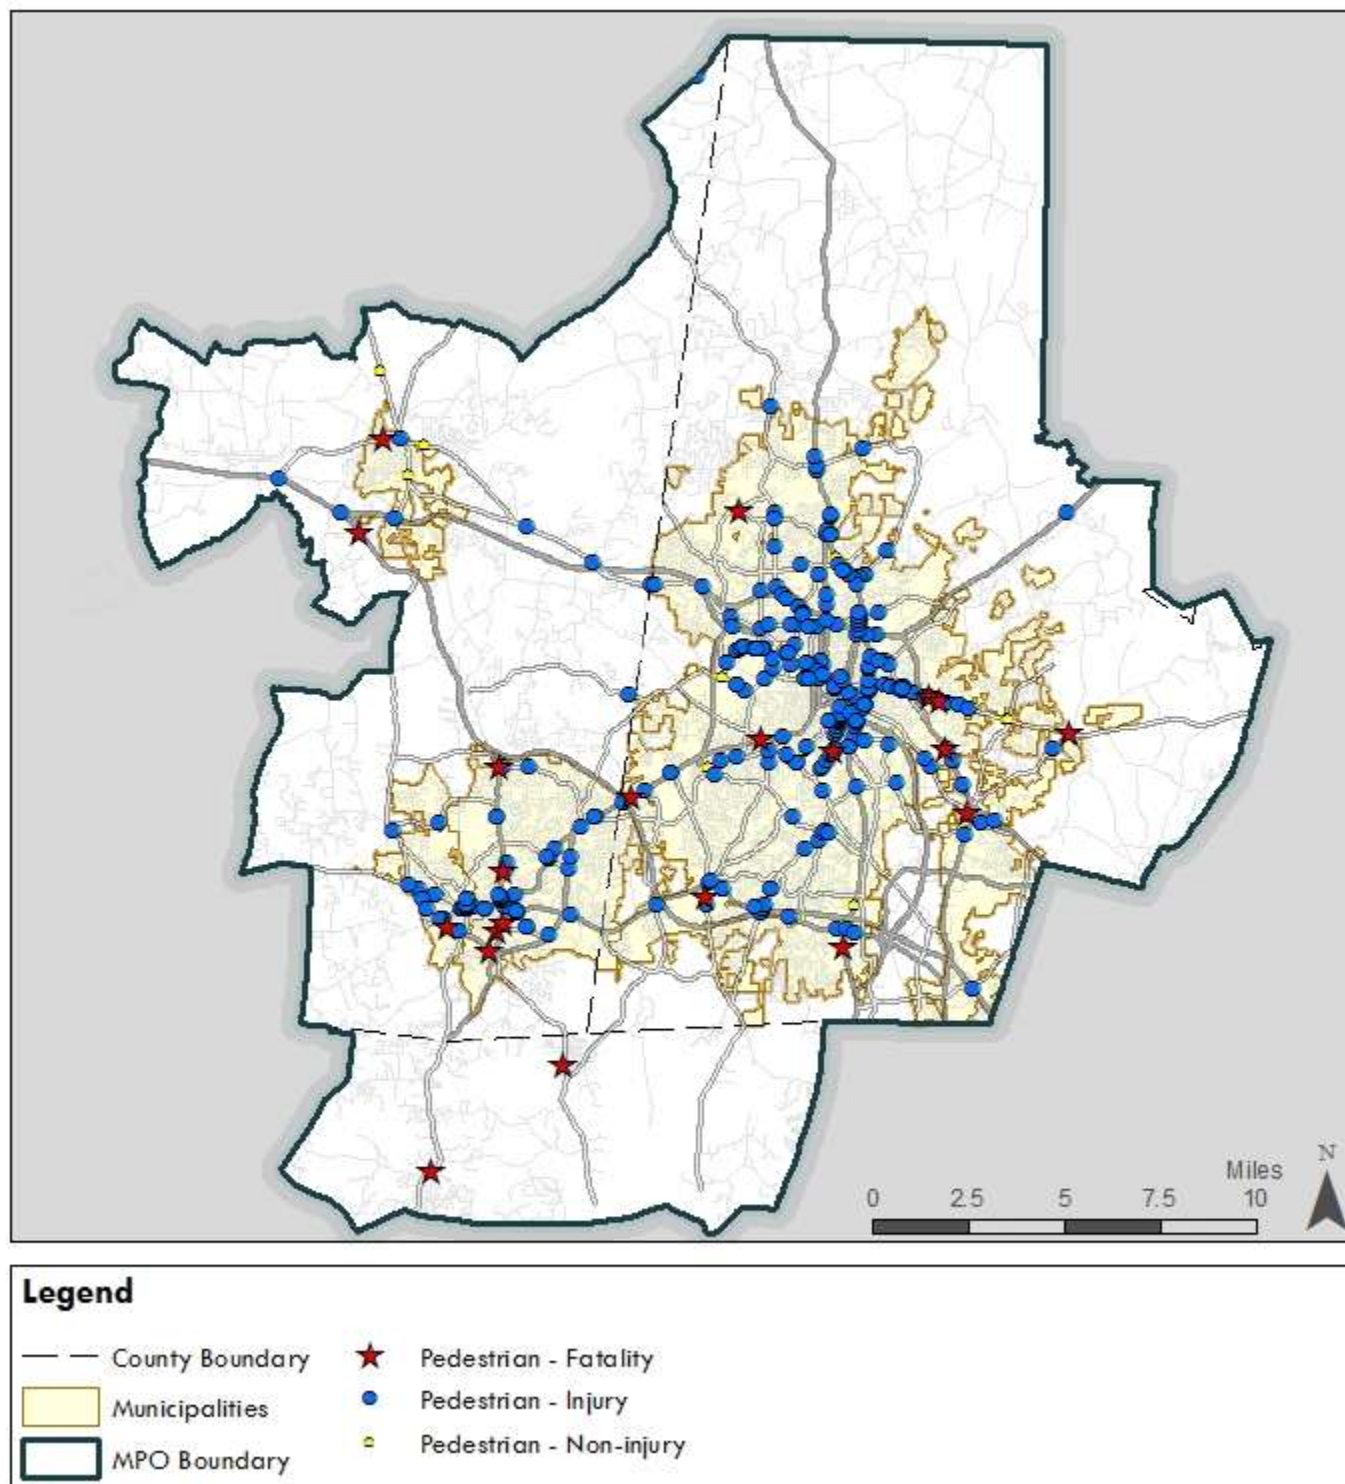 N
Miles
0 2.5 5 7.5 10
Legend
County Boundary
Municipalities
MPO Boundary
Pedestrian - Fatality
Pedestrian - Injury
Pedestrian - Non-injury